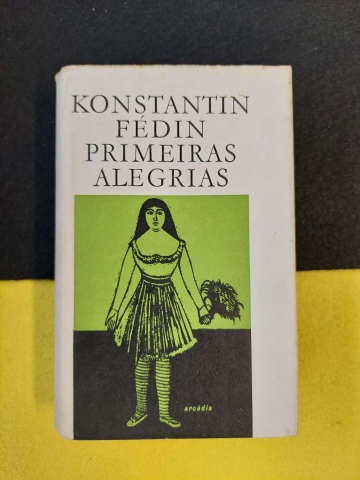 KONSTANTIN
FÉDIN
PRIMEIRAS
ALEGRIAS
arcádia